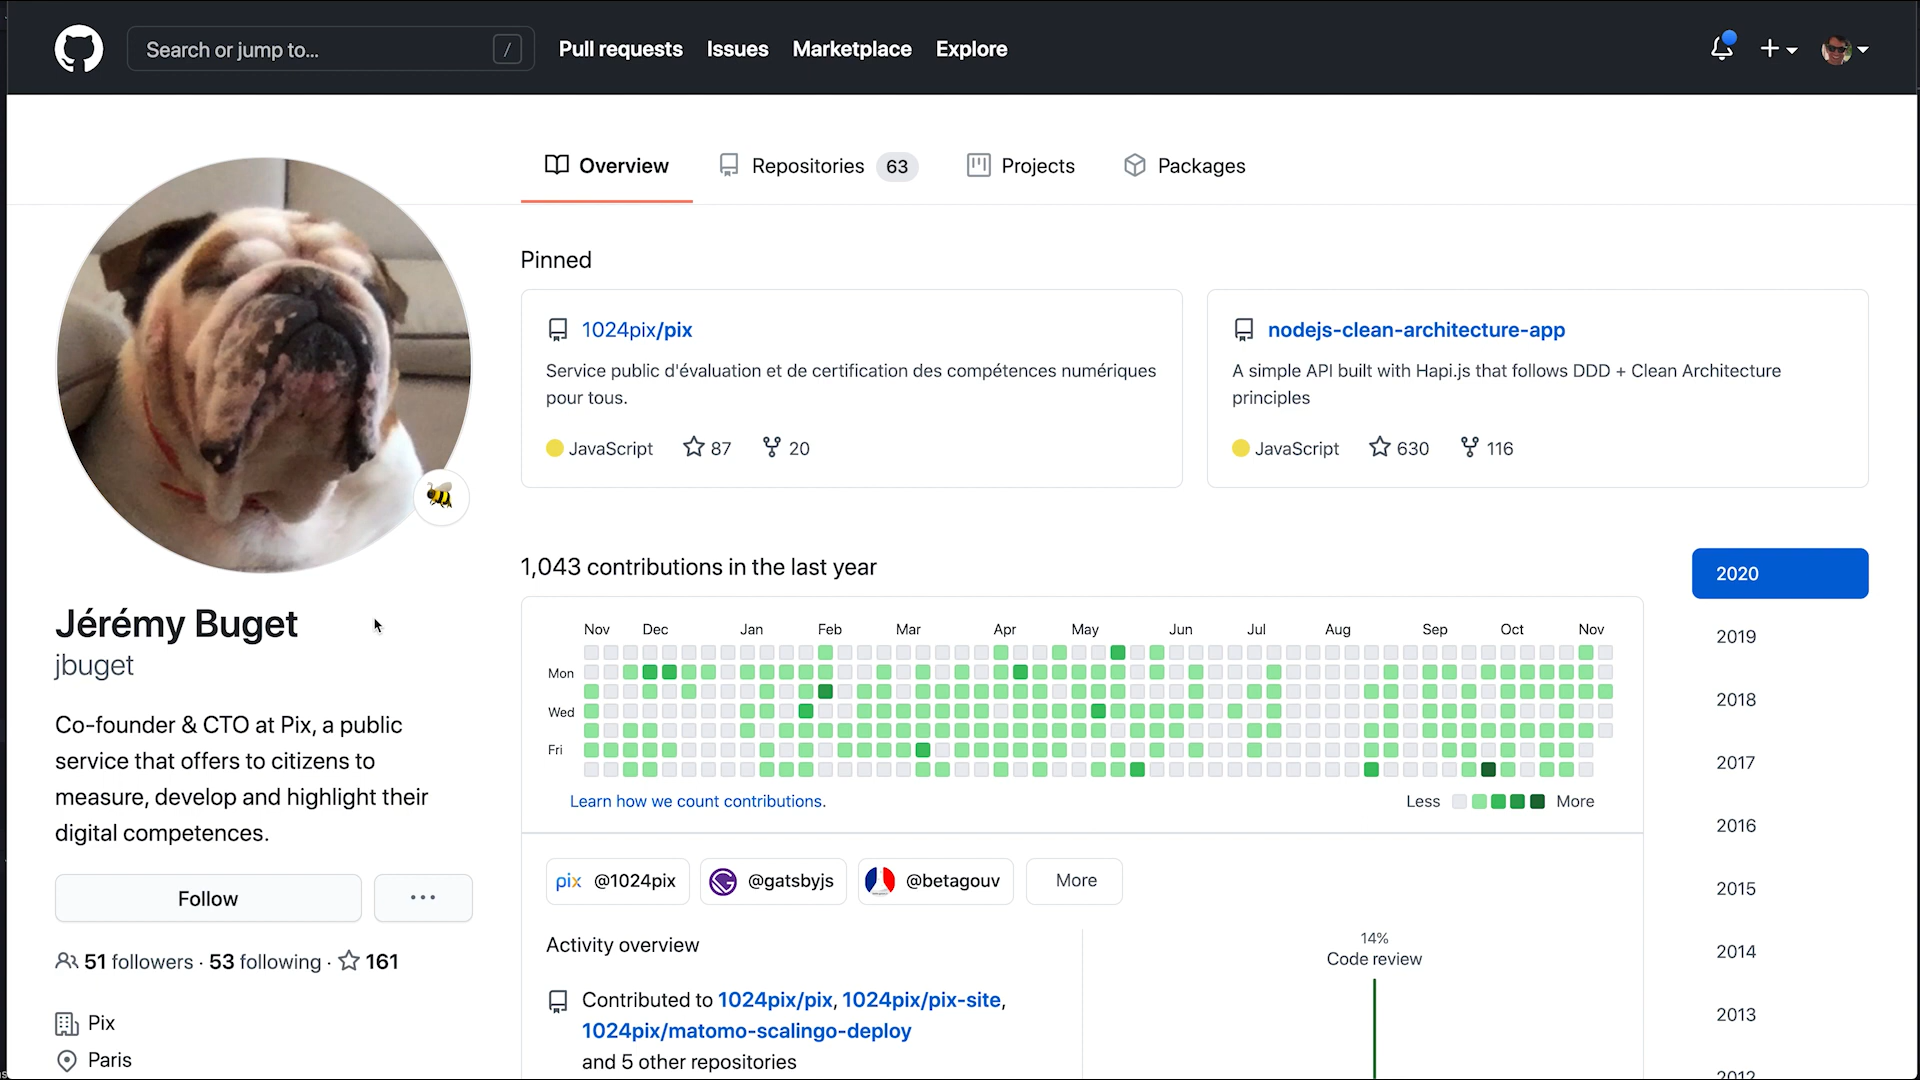 Search or jump to...
/
Pull requests
Issues
Marketplace
Explore
Overview
Repositories 63
Projects
Packages
Jérémy Buget
jbuget
Co-founder & CTO at Pix, a public
service that offers to citizens to
measure, develop and highlight their
digital competences.
Follow
...
51 followers · 53 following · 161
Pix
Paris
Pinned
1024pix/pix
Service public d'évaluation et de certification des compétences numériques
pour tous.
JavaScript 87 20
nodejs-clean-architecture-app
A simple API built with Hapi.js that follows DDD + Clean Architecture
principles
JavaScript 630 116
1,043 contributions in the last year
Nov Dec Jan Feb Mar Apr May Jun Jul Aug Sep Oct Nov
Mon
Wed
Fri
Learn how we count contributions.
Less More
pix @1024pix
@gatsbyjs
@betagouv
More
Activity overview
Contributed to 1024pix/pix, 1024pix/pix-site,
1024pix/matomo-scalingo-deploy
and 5 other repositories
14%
Code review
2020
2019
2018
2017
2016
2015
2014
2013
2012